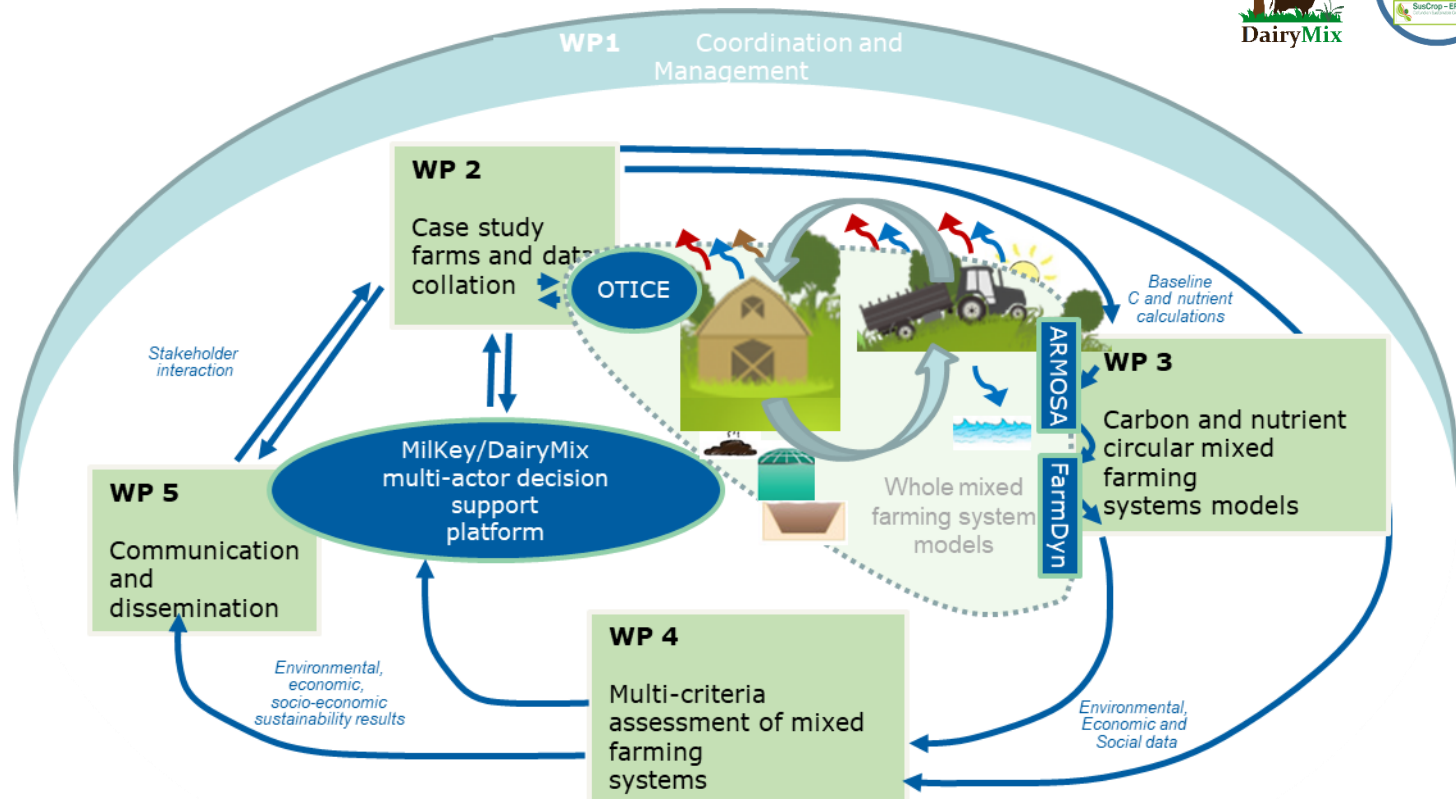 DairyMix
SusCrop - ER
WP1 Coordination and
Management
WP 2
Case study
farms and data
collation
OTICE
Baseline
C and nutrient
calculations
Stakeholder
interaction
ARMOSA
WP 3
Carbon and nutrient
circular mixed
farming
systems models
FarmDyn
MilKey/DairyMix
multi-actor decision
support
platform
Whole mixed
farming system
models
WP 5
Communication
and
dissemination
WP 4
Multi-criteria
assessment of mixed
farming
systems
Environmental,
economic,
socio-economic
sustainability results
Environmental,
Economic and
Social data